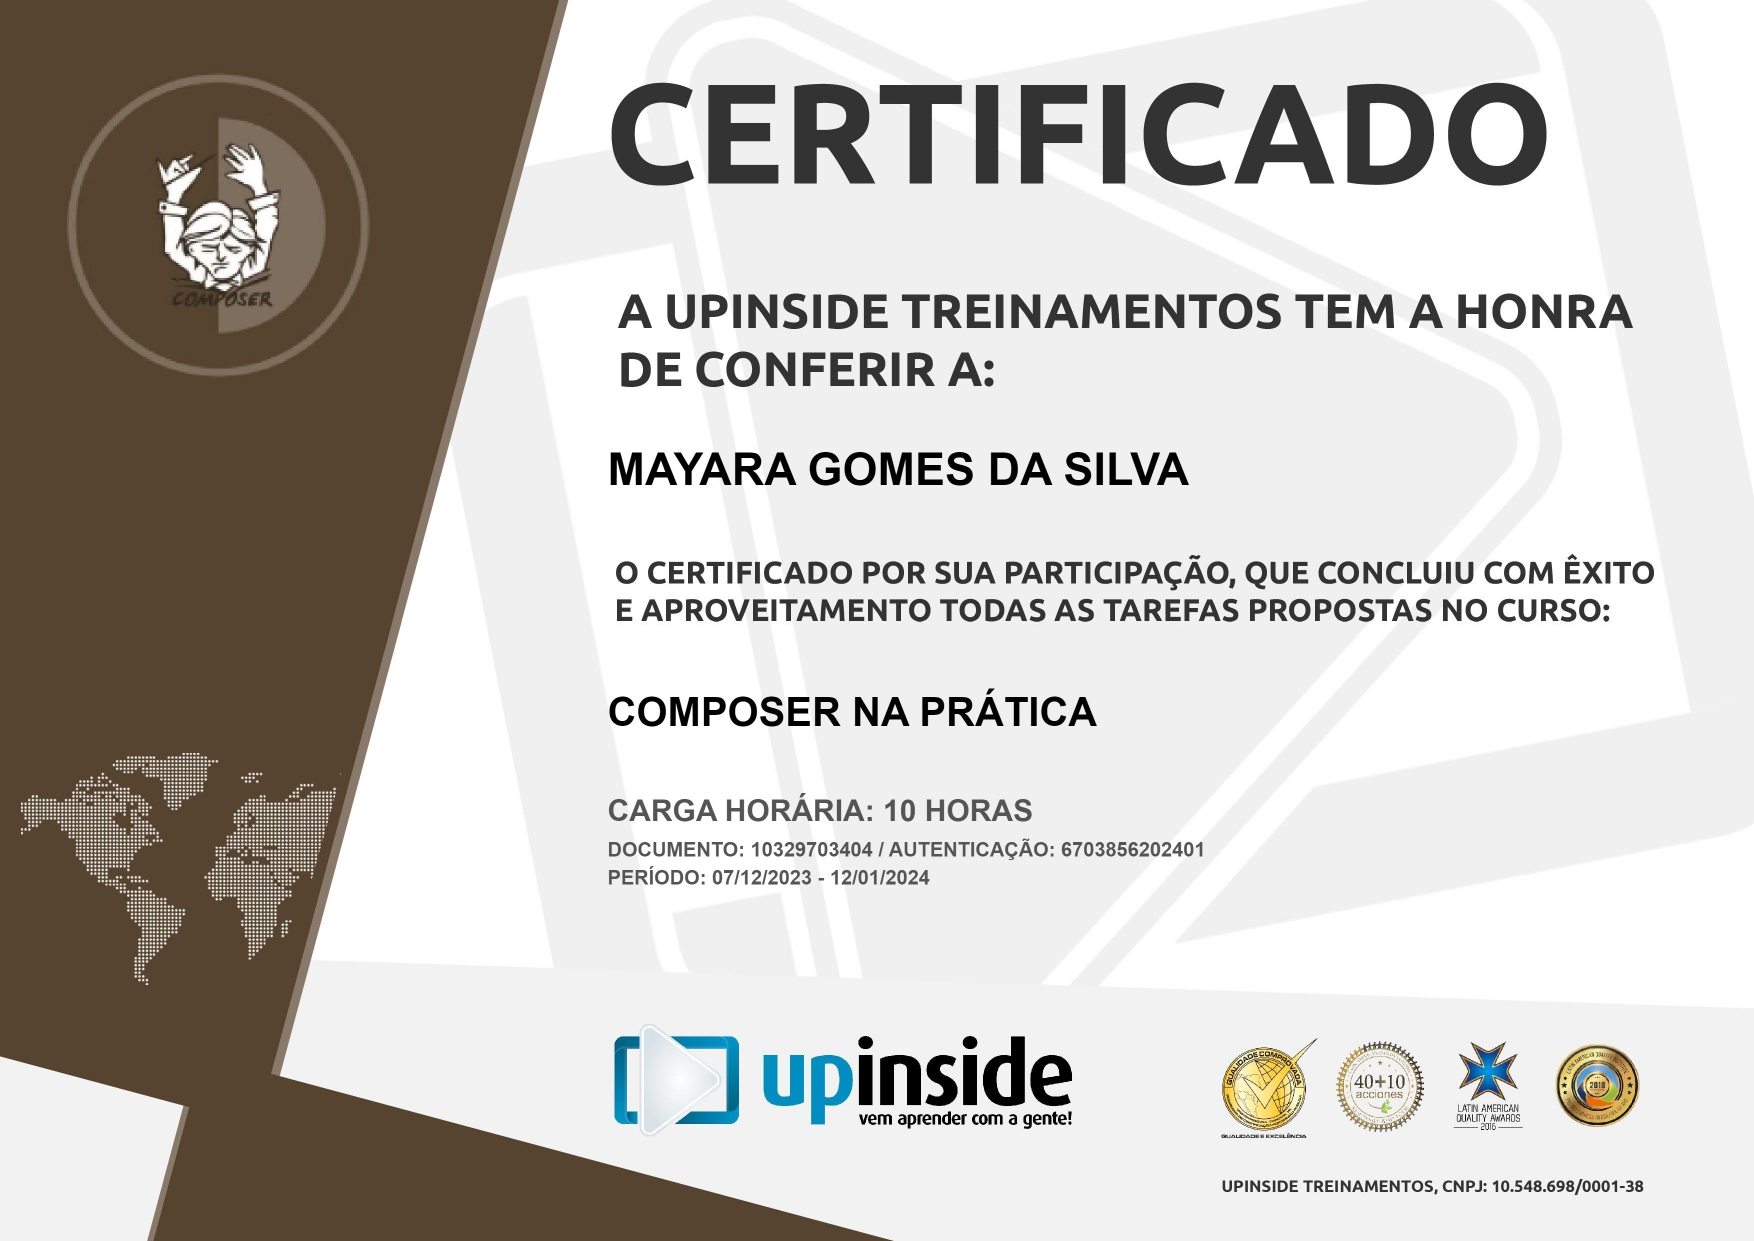 COMPOSER
CERTIFICADO
A UPINSIDE TREINAMENTOS TEM A HONRA
DE CONFERIR A:
MAYARA GOMES DA SILVA
O CERTIFICADO POR SUA PARTICIPAÇÃO, QUE CONCLUIU COM ÊXITO
E APROVEITAMENTO TODAS AS TAREFAS PROPOSTAS NO CURSO:
COMPOSER NA PRÁTICA
CARGA HORÁRIA: 10 HORAS
DOCUMENTO: 10329703404 / AUTENTICAÇÃO: 6703856202401
PERÍODO: 07/12/2023 - 12/01/2024
upinside
vem aprender com a gente!
QUALIDADE COMPROVADA
QUALIDADE E EXCELÊNCIA
40+10
acciones
LATIN AMERICAN
QUALITY AWARDS
2016
2018
UPINSIDE TREINAMENTOS, CNPJ: 10.548.698/0001-38